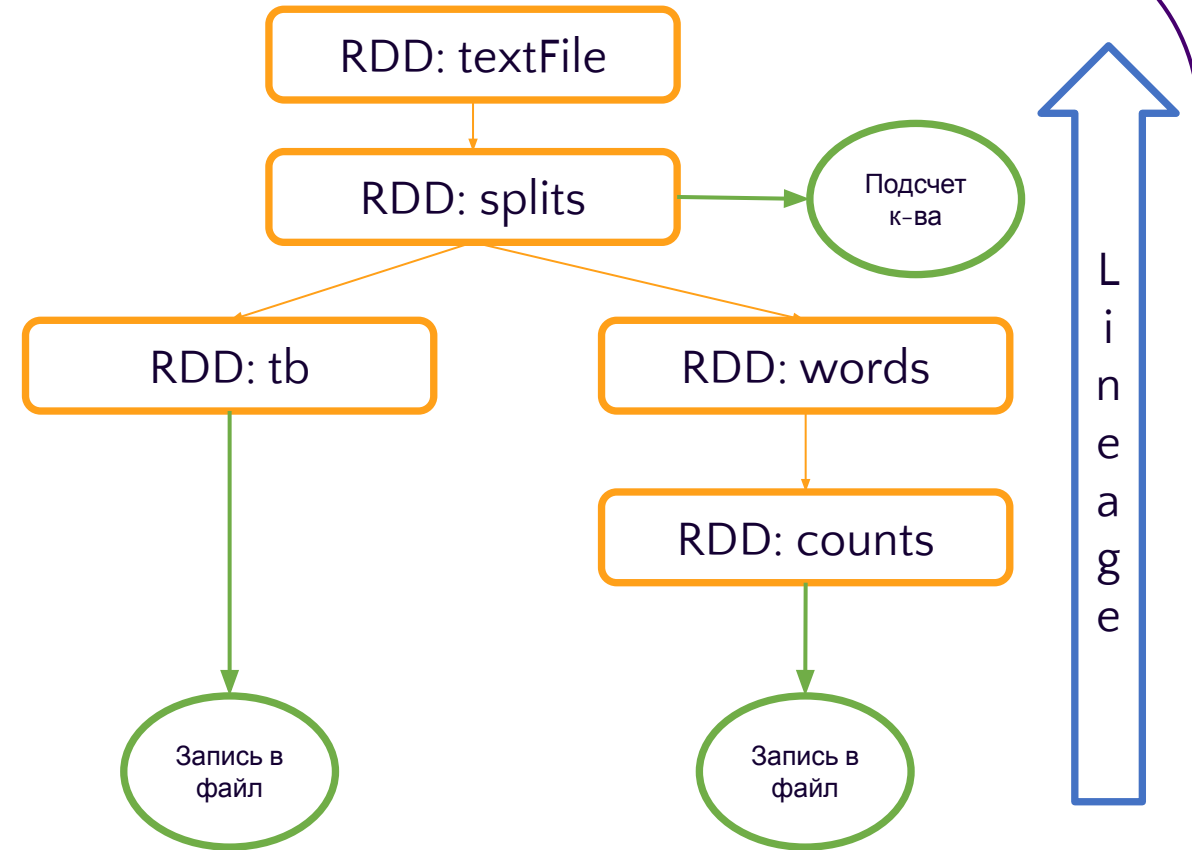 RDD: textFile
RDD: splits
Подсчет
к-ва
RDD: tb
RDD: words
RDD: counts
Запись в
файл
Запись в
файл
L
i
n
e
a
g
e